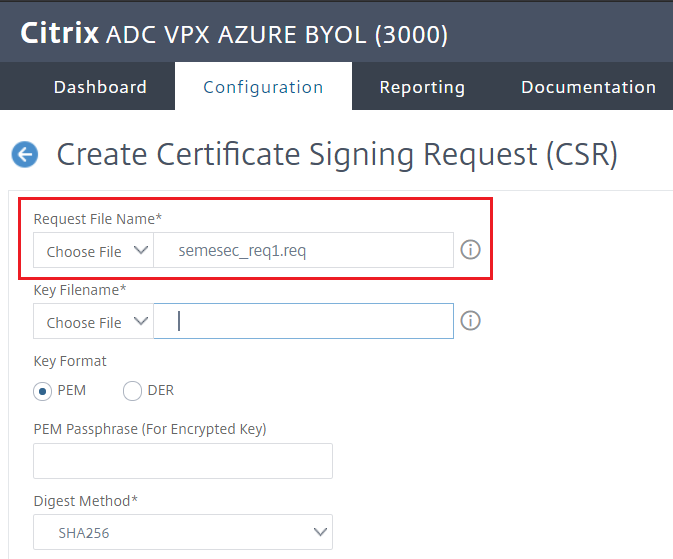 Citrix ADC VPX AZURE BYOL (3000)
Dashboard Configuration Reporting Documentation
Create Certificate Signing Request (CSR)
Request File Name*
Choose File semesec_req1.req
Key Filename*
Choose File
Key Format
PEM DER
PEM Passphrase (For Encrypted Key)
Digest Method*
SHA256